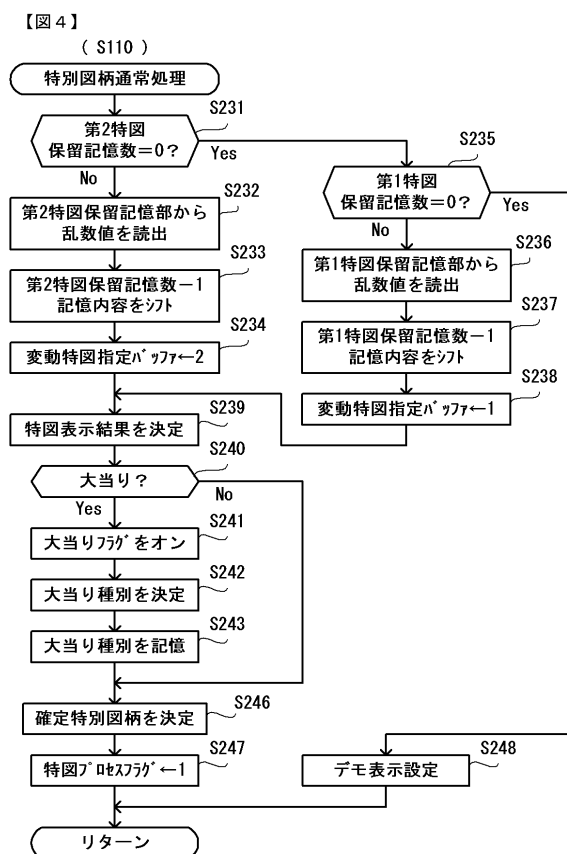 【図４】
( S110 )
特別図柄通常処理
S231
第2特図
保留記憶数＝0？
Yes
No
S232
第2特図保留記憶部から
乱数値を読出
S233
第2特図保留記憶数－1
記憶内容をｼﾌﾄ
S234
変動特図指定ﾊﾞｯﾌｧ←2
S235
第1特図
保留記憶数＝0？
Yes
No
S236
第1特図保留記憶部から
乱数値を読出
S237
第1特図保留記憶数－1
記憶内容をｼﾌﾄ
S238
変動特図指定ﾊﾞｯﾌｧ←1
S239
特図表示結果を決定
S240
大当り？
No
Yes
S241
大当りﾌﾗｸﾞをオン
S242
大当り種別を決定
S243
大当り種別を記憶
S246
確定特別図柄を決定
S247
特図ﾌﾟﾛｾｽﾌﾗｸﾞ←1
S248
デモ表示設定
リターン